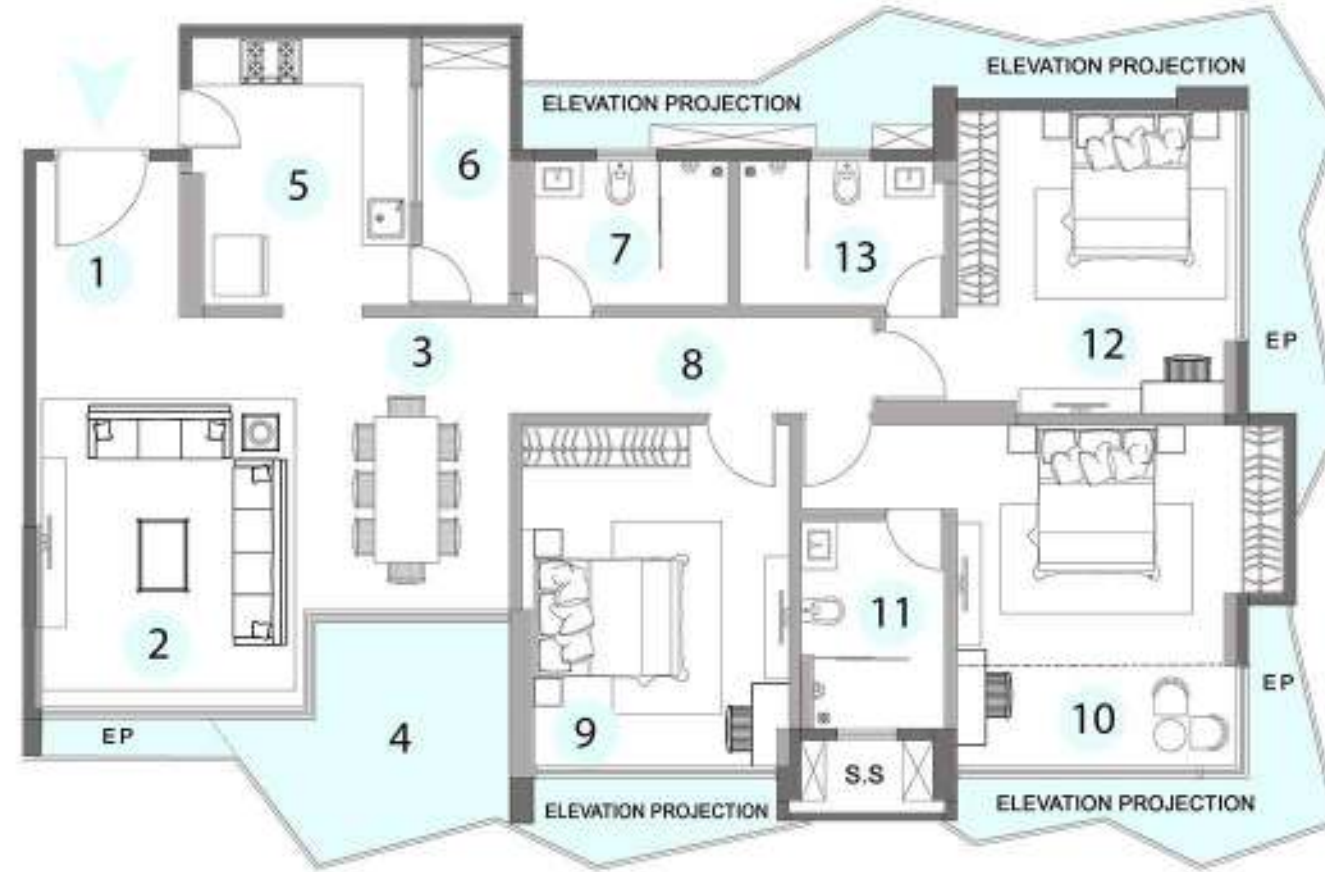 ELEVATION PROJECTION
ELEVATION PROJECTION
5
6
7
13
1
3
8
12
EP
2
4
9
11
10
EP
EP
S.S
ELEVATION PROJECTION
ELEVATION PROJECTION